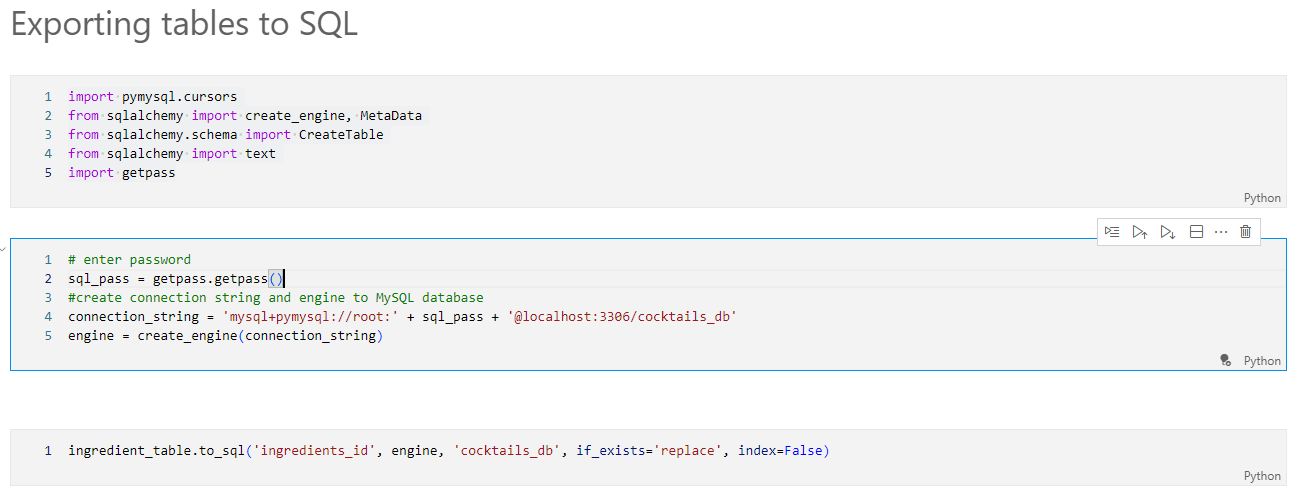 Exporting tables to SQL
1 import pymysql.cursors
2 from sqlalchemy import create_engine, MetaData
3 from sqlalchemy.schema import CreateTable
4 from sqlalchemy import text
5 import getpass
Python
1 # enter password
2 sql_pass = getpass.getpass()
3 #create connection string and engine to MySQL database
4 connection_string = 'mysql+pymysql://root:' + sql_pass + '@localhost:3306/cocktails_db'
5 engine = create_engine(connection_string)
Python
1 ingredient_table.to_sql('ingredients_id', engine, 'cocktails_db', if_exists='replace', index=False)
Python